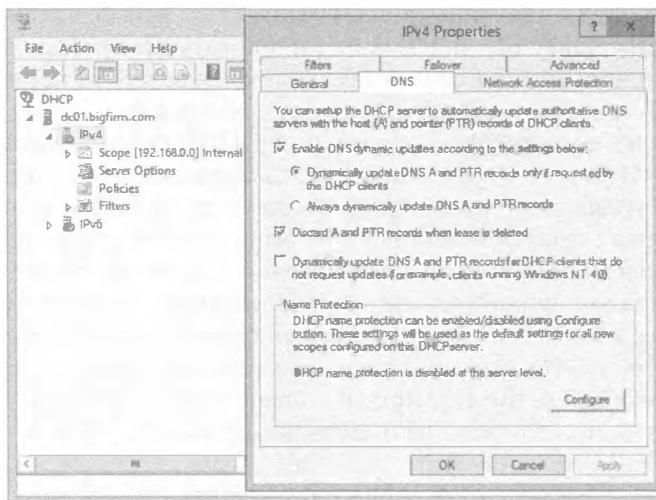 File Action View Help
DHCP
dc01.bigfirm.com
IPv4
Scope [192.168.0.0] Internal
Server Options
Policies
Filters
IPv6
IPv4 Properties
?
X
Filters
Failover
Advanced
General
DNS
Network Access Protection
You can setup the DHCP server to automatically update authoritative DNS
servers with the host (A) and pointer (PTR) records of DHCP clients.
Enable DNS dynamic updates according to the settings below:
Dynamically update DNS A and PTR records only if requested by
the DHCP clients
Always dynamically update DNS A and PTR records
Discard A and PTR records when lease is deleted
Dynamically update DNS A and PTR records for DHCP clients that do
not request updates (for example, clients running Windows NT 4.0)
Name Protection
DHCP name protection can be enabled/disabled using Configure
button. These settings will be used as the default settings for all new
scopes configured on this DHCP server.
DHCP name protection is disabled at the server level.
Configure
OK
Cancel
Apply